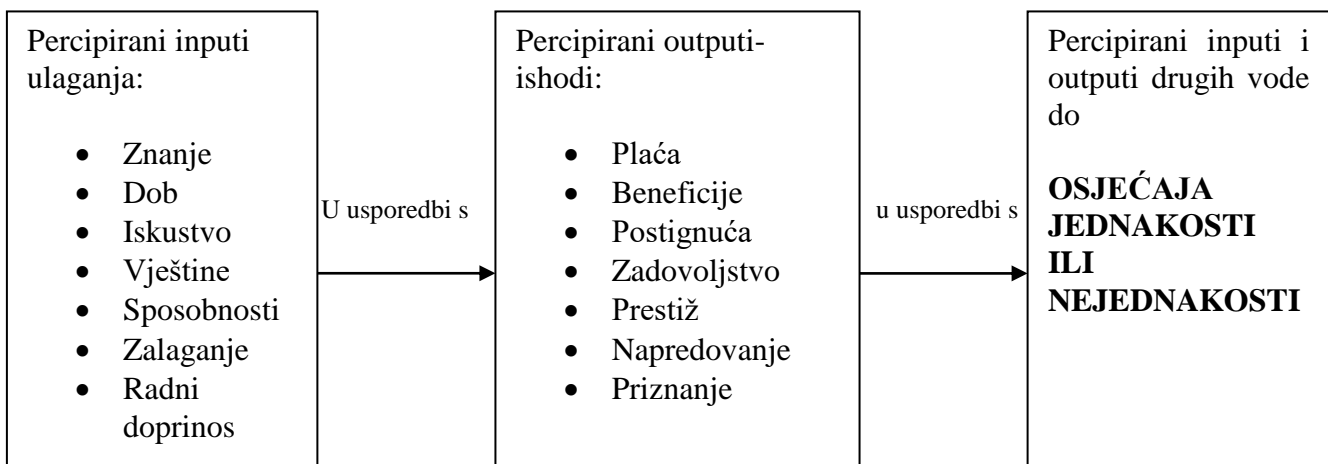 Percipirani inputi
ulaganja:
• Znanje
• Dob
• Iskustvo
• Vještine
• Sposobnosti
• Zalaganje
• Radni
doprinos
U usporedbi s
Percipirani outputi-
ishodi:
• Plaća
• Beneficije
• Postignuća
• Zadovoljstvo
• Prestiž
• Napredovanje
• Priznanje
u usporedbi s
Percipirani inputi i
outputi drugih vode
do
OSJEĆAJA
JEDNAKOSTI
ILI
NEJEDNAKOSTI